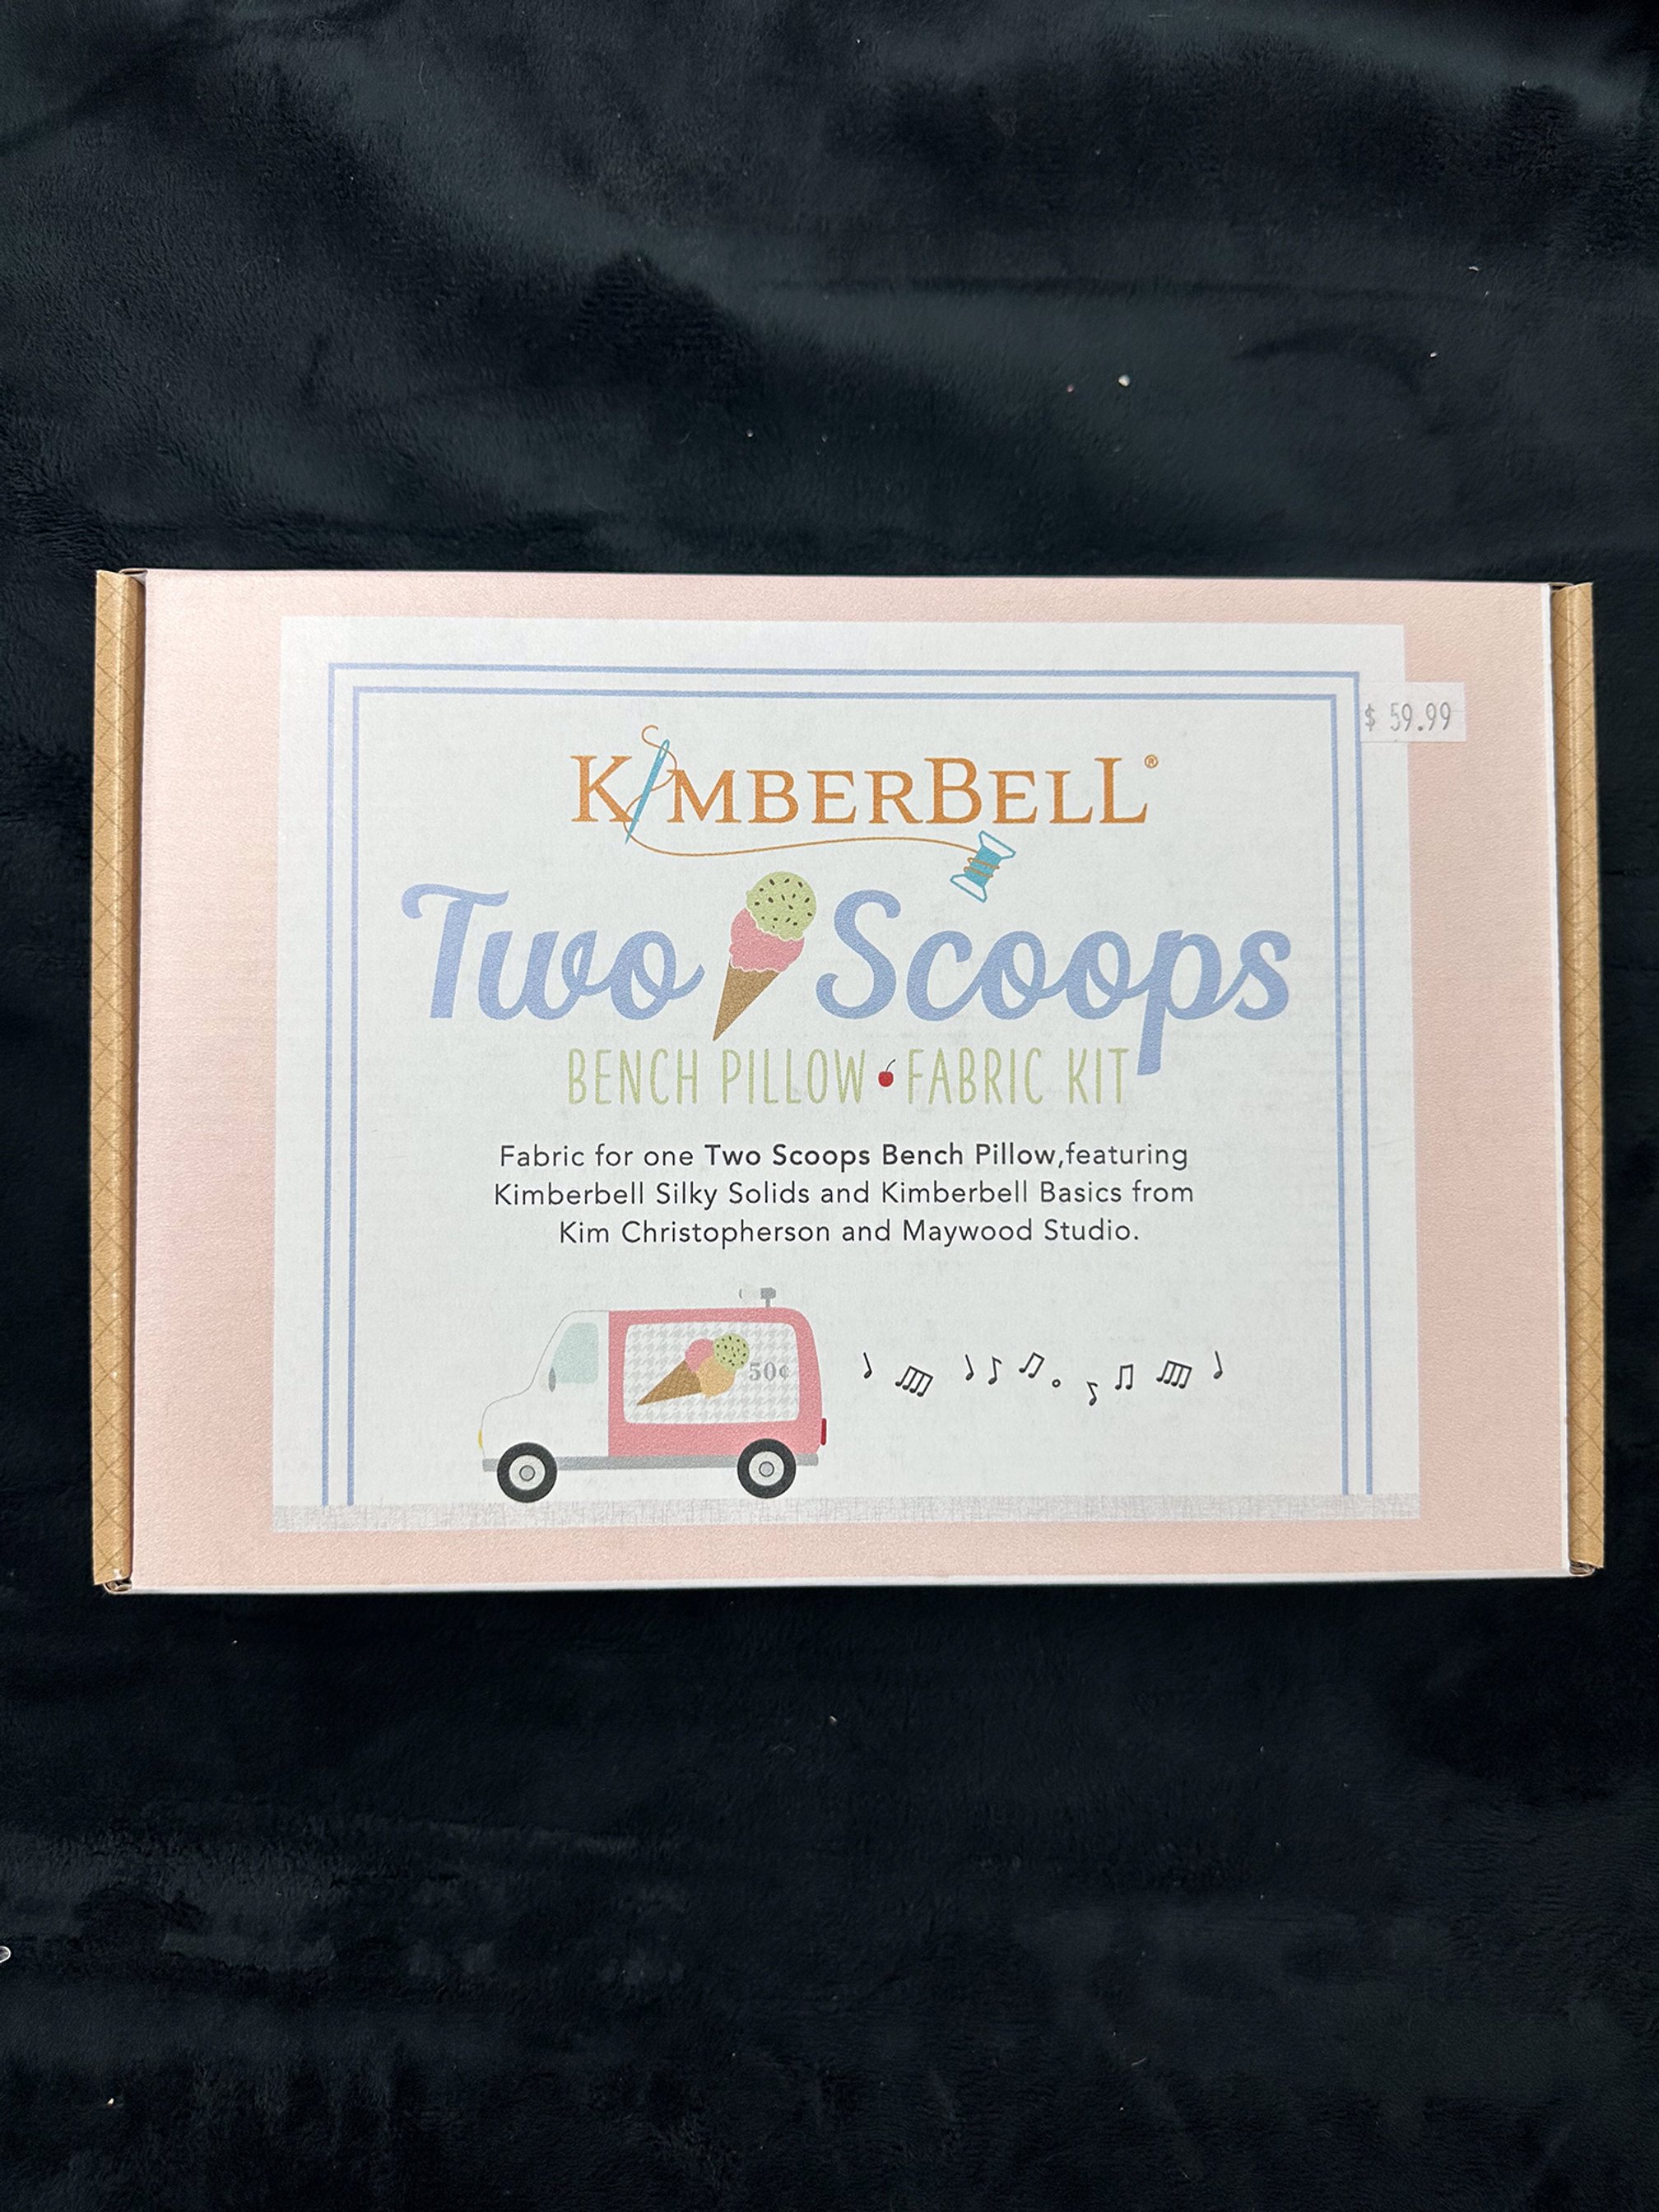 $ 59.99
KIMBERBELL®
Two Scoops
BENCH PILLOW • FABRIC KIT
Fabric for one Two Scoops Bench Pillow,featuring
Kimberbell Silky Solids and Kimberbell Basics from
Kim Christopherson and Maywood Studio.
50¢